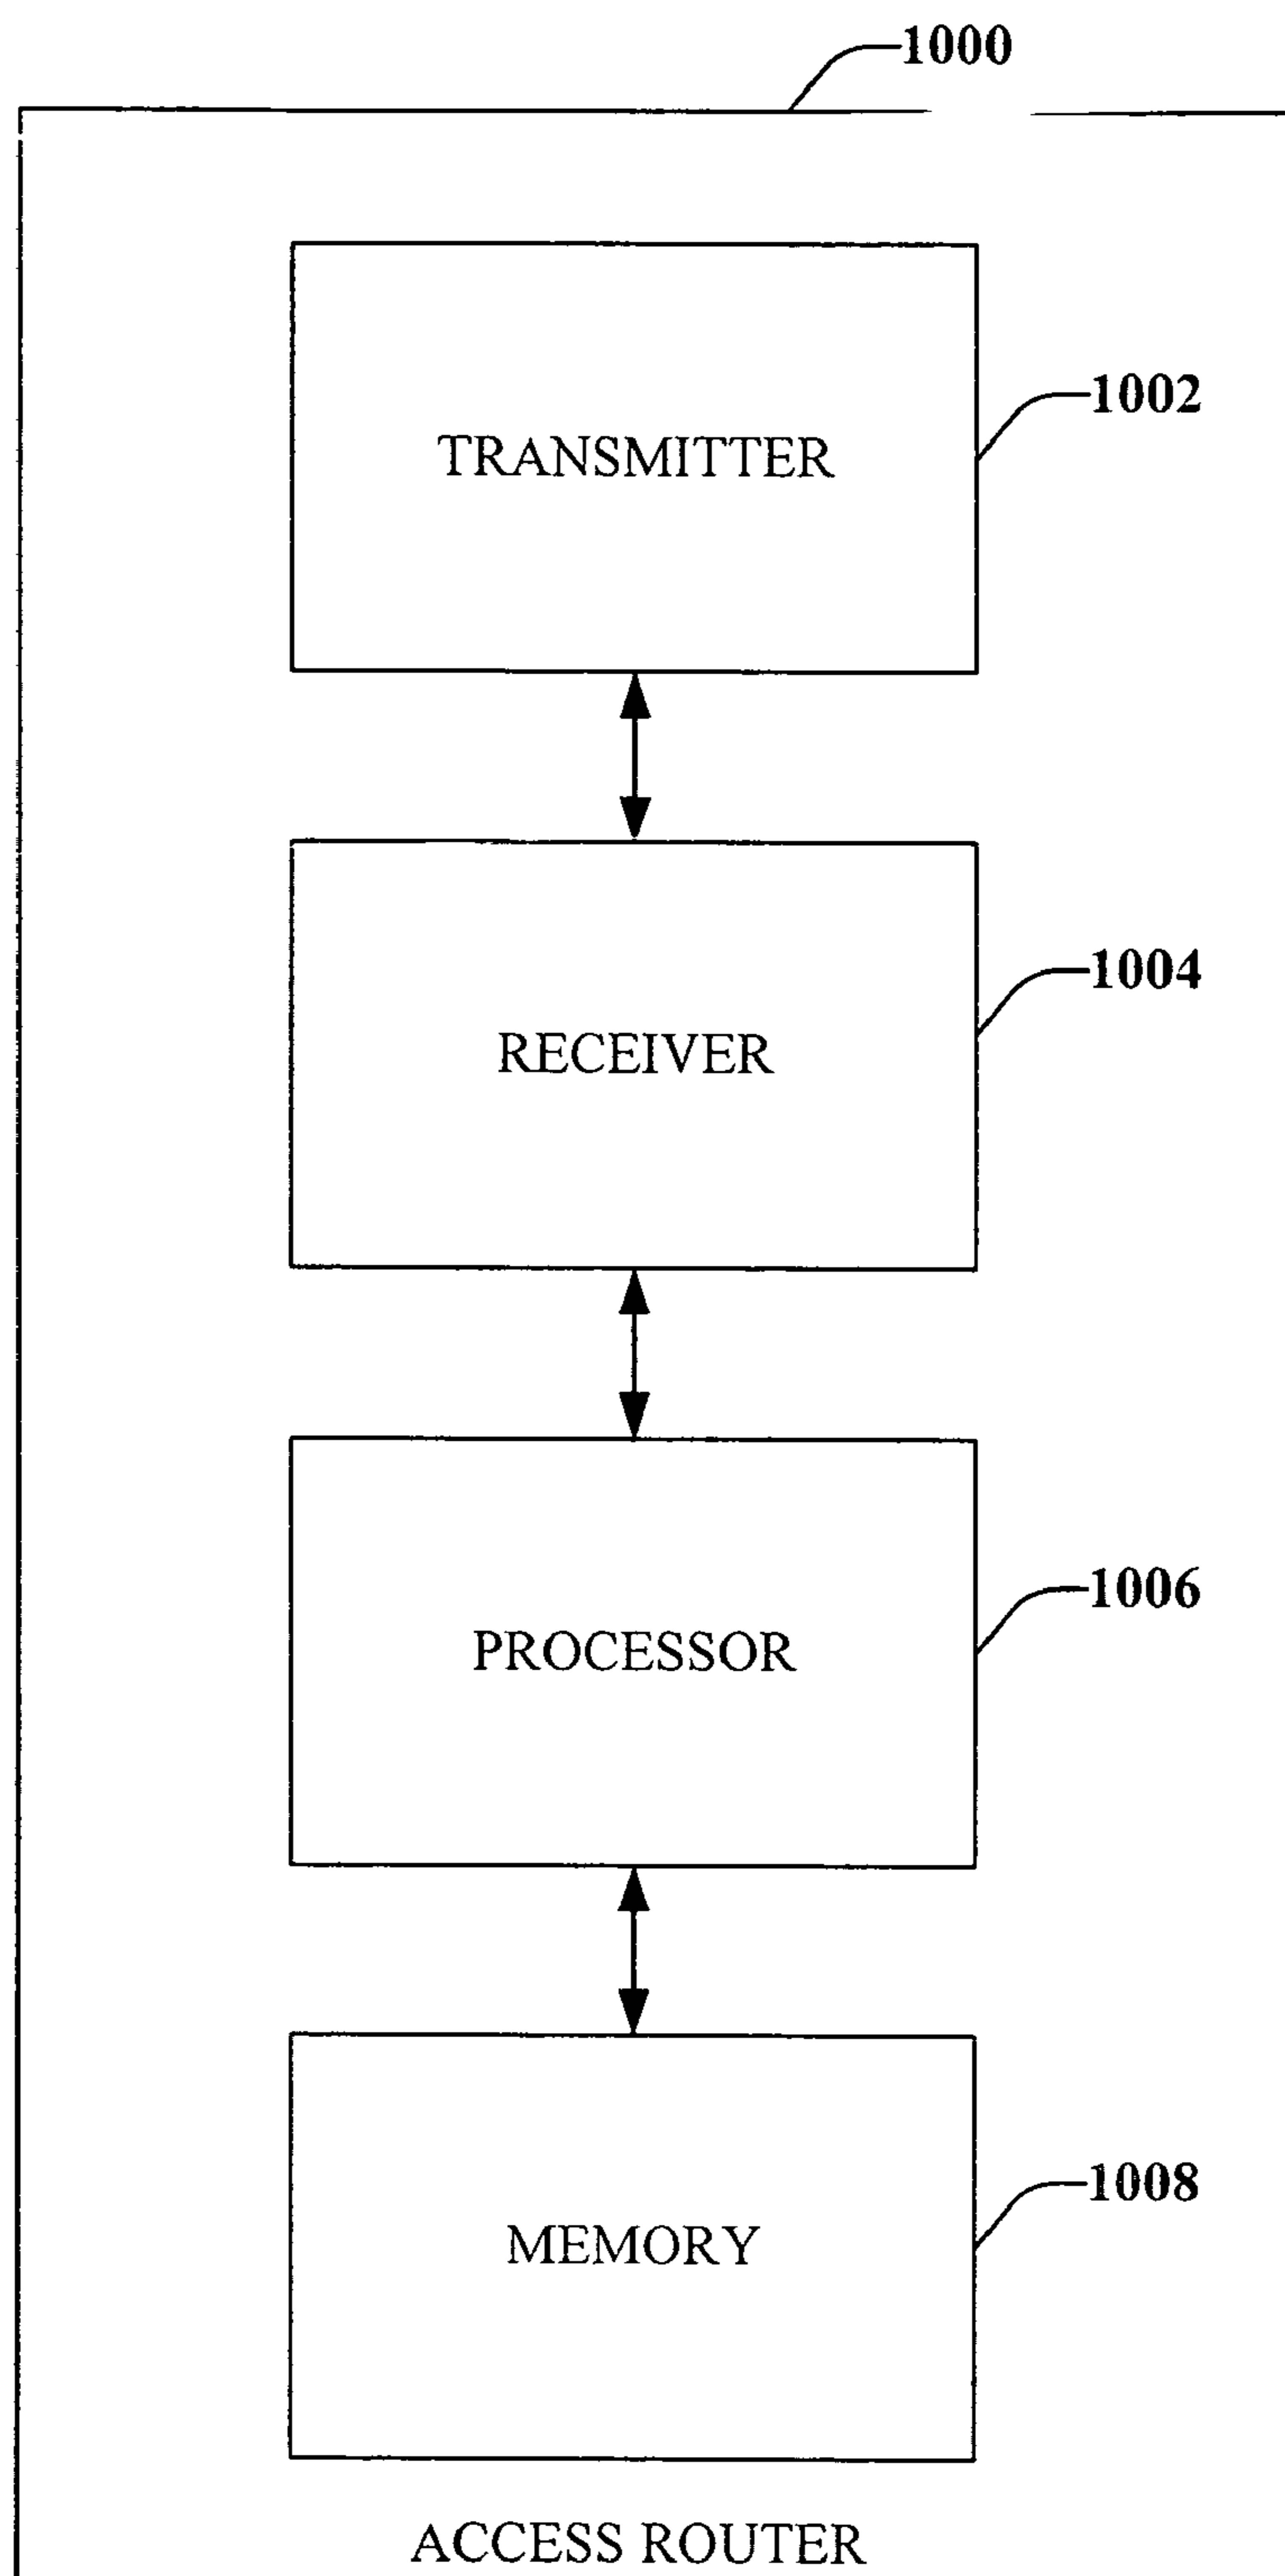 1000
1002
TRANSMITTER
1004
RECEIVER
1006
PROCESSOR
1008
MEMORY
ACCESS ROUTER